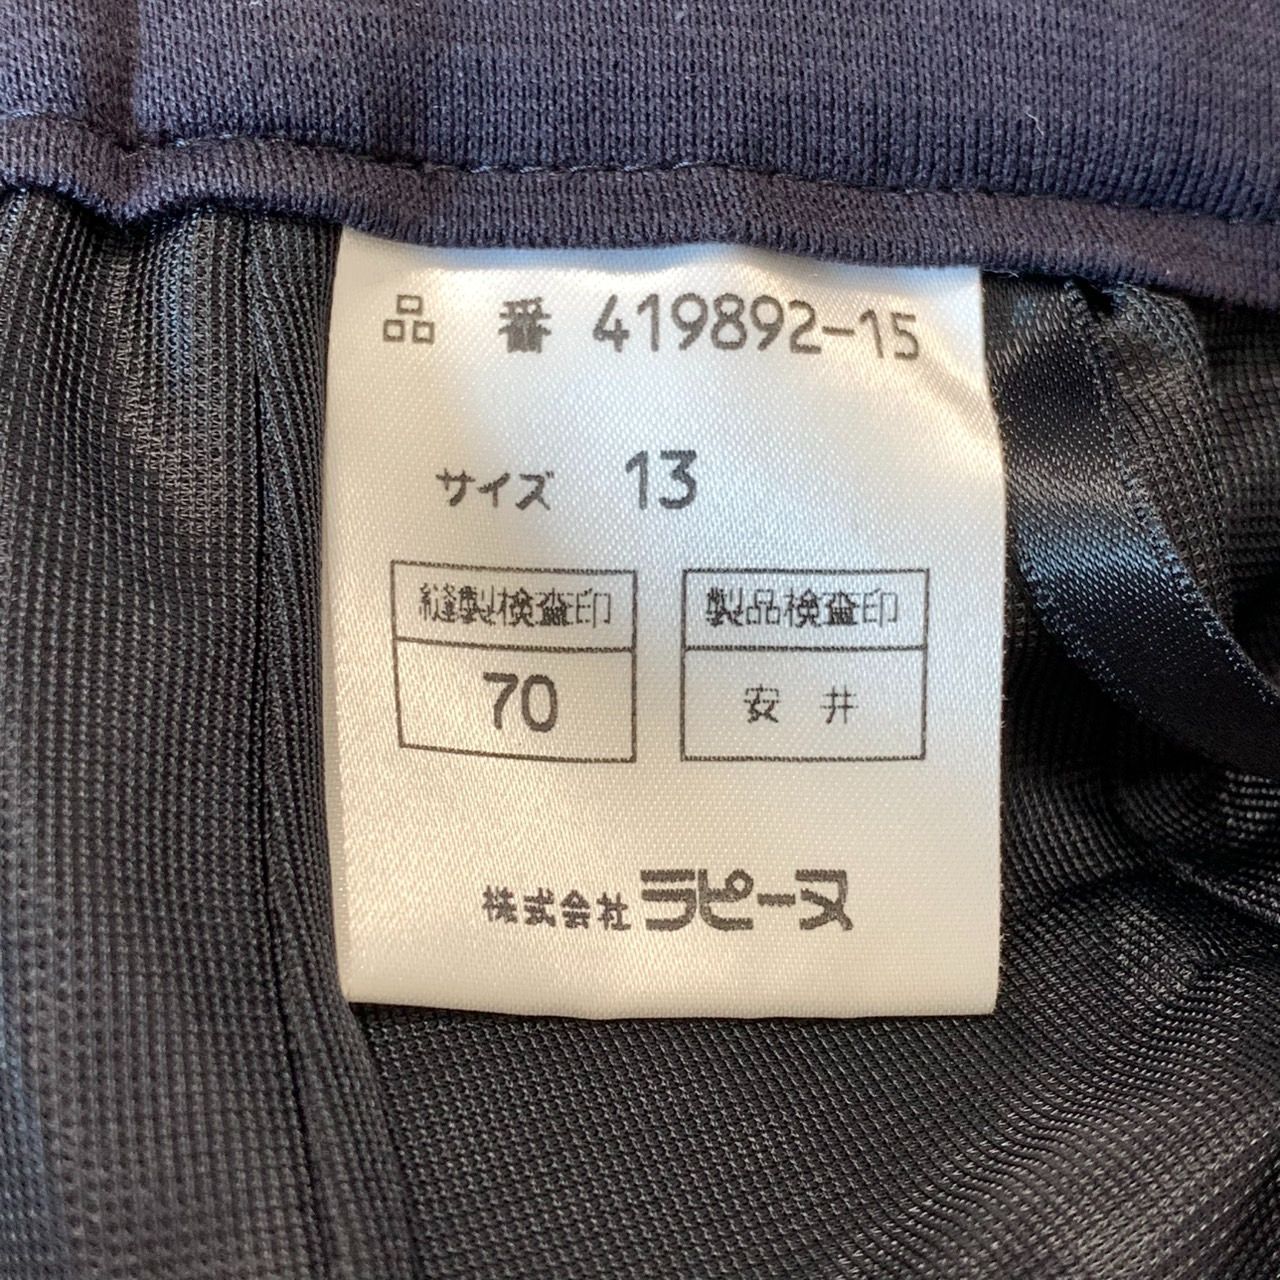 品 番 419892-15
サイズ 13
縫製検査印 製品検査印
70 安 井
株式会社 ラピーヌ